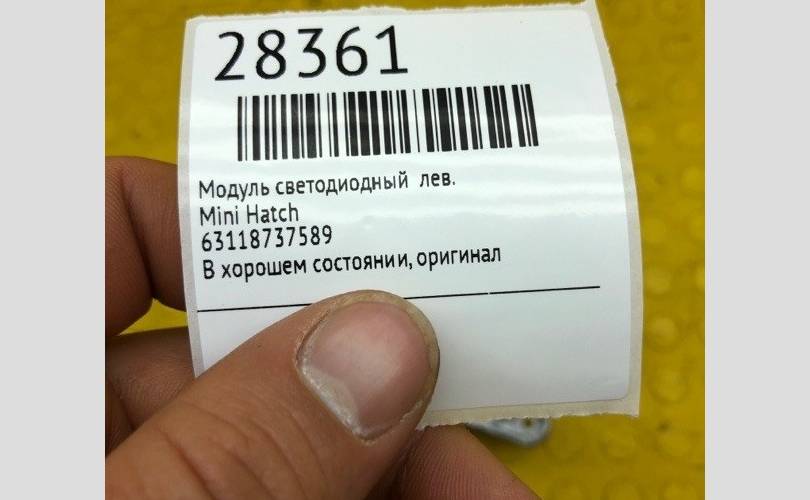 28361
Модуль светодиодный лев.
Mini Hatch
63118737589
В хорошем состоянии, оригинал